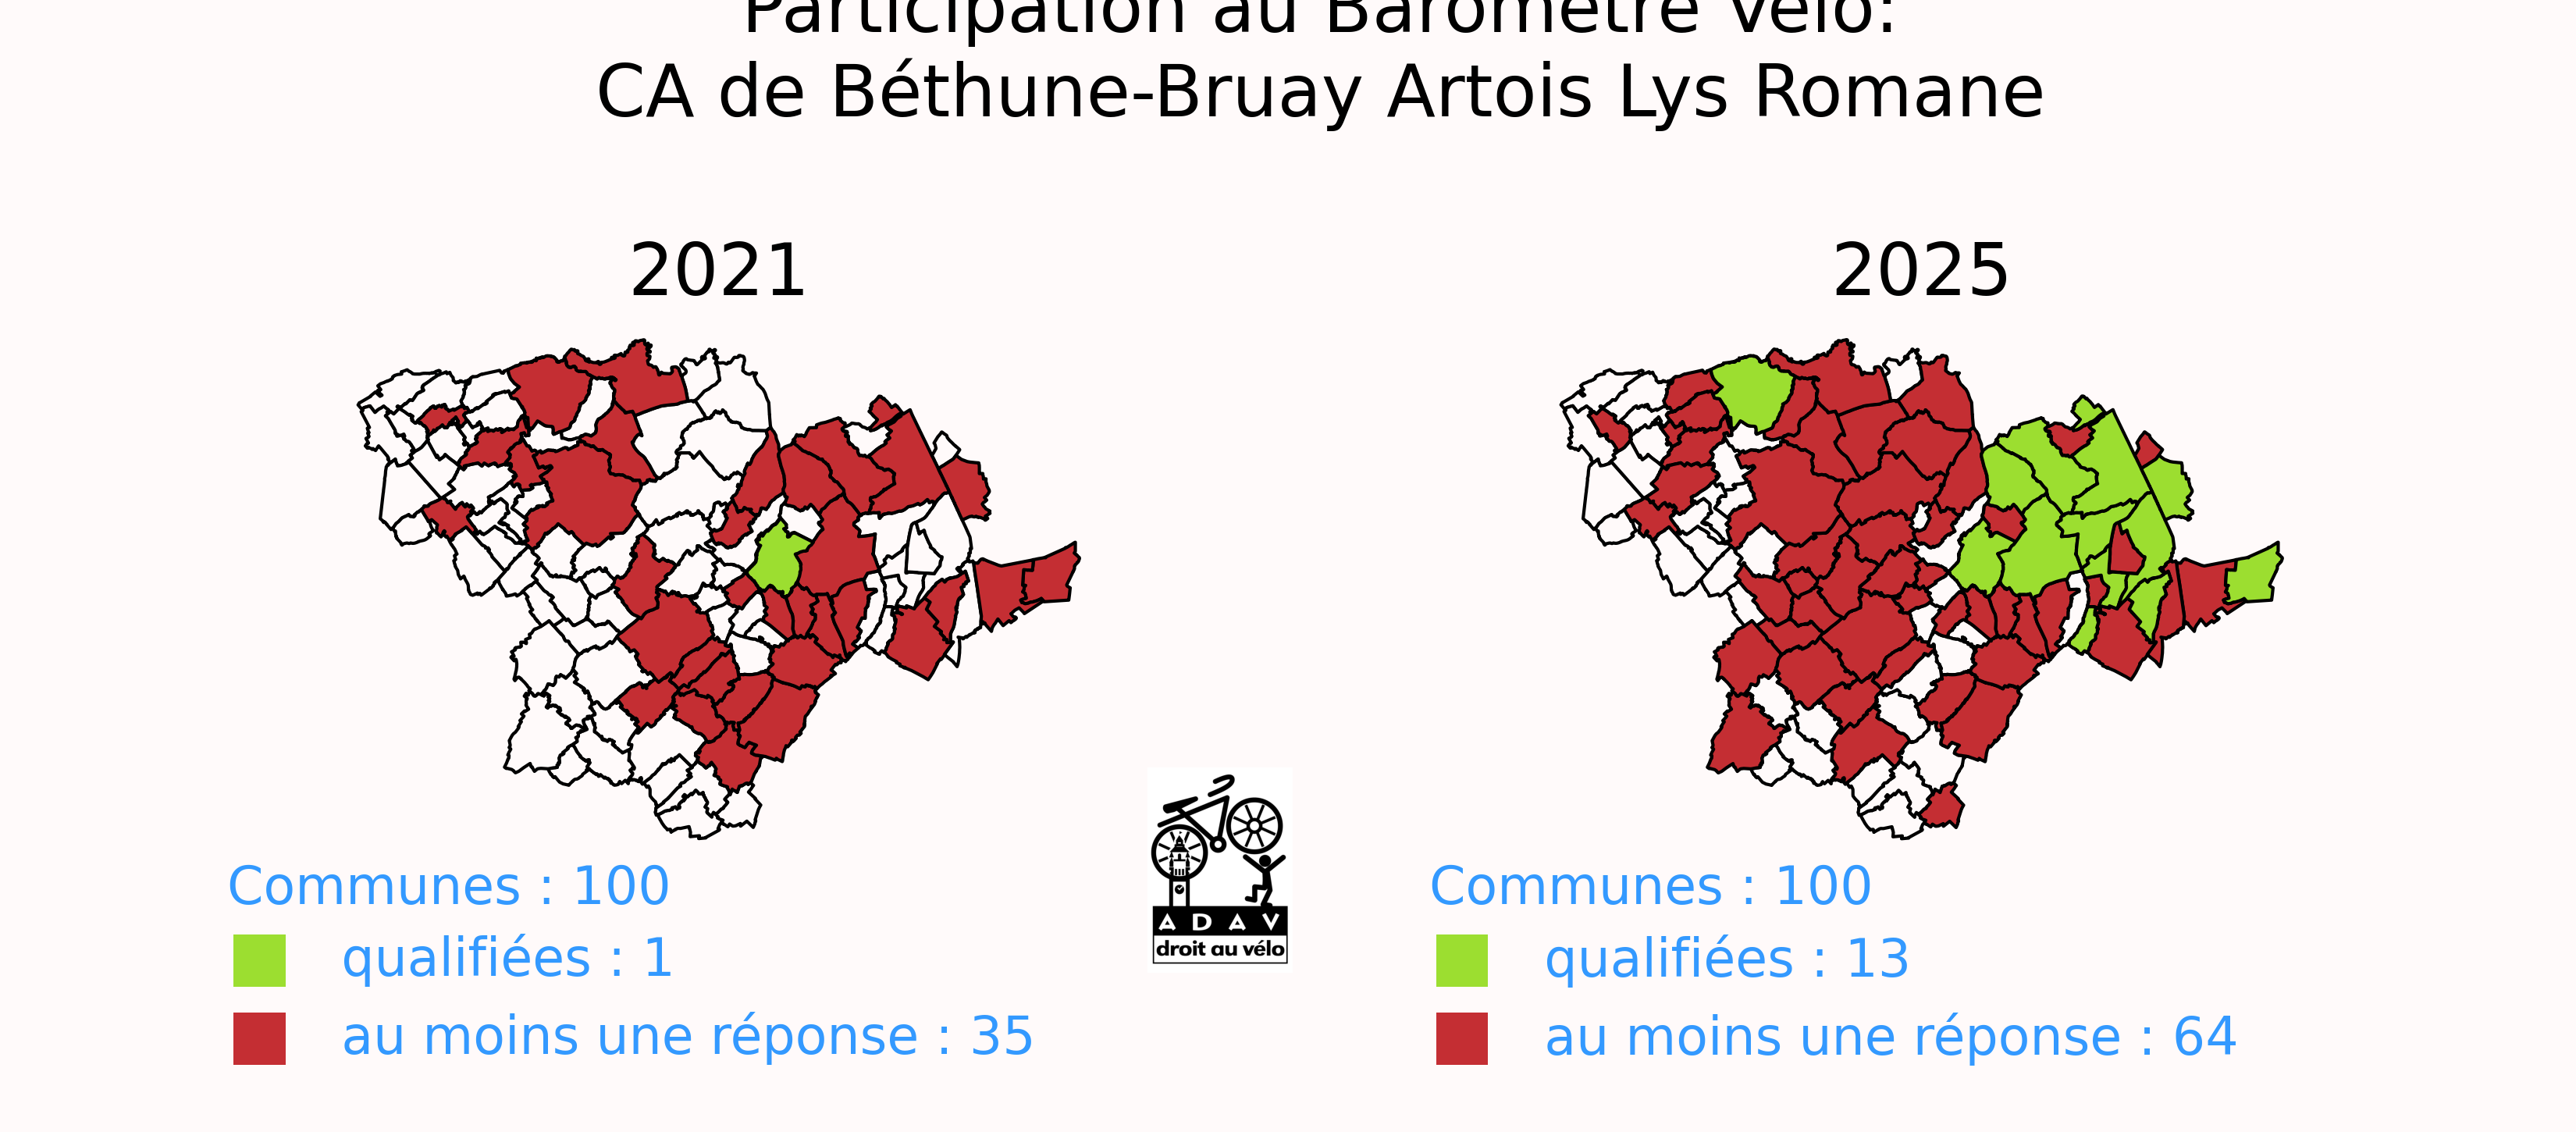 Participation au Baromètre Vélo:
CA de Béthune-Bruay Artois Lys Romane
2021
2025
Communes : 100
qualifiées : 1
au moins une réponse : 35
ADAV
droit au vélo
Communes : 100
qualifiées : 13
au moins une réponse : 64